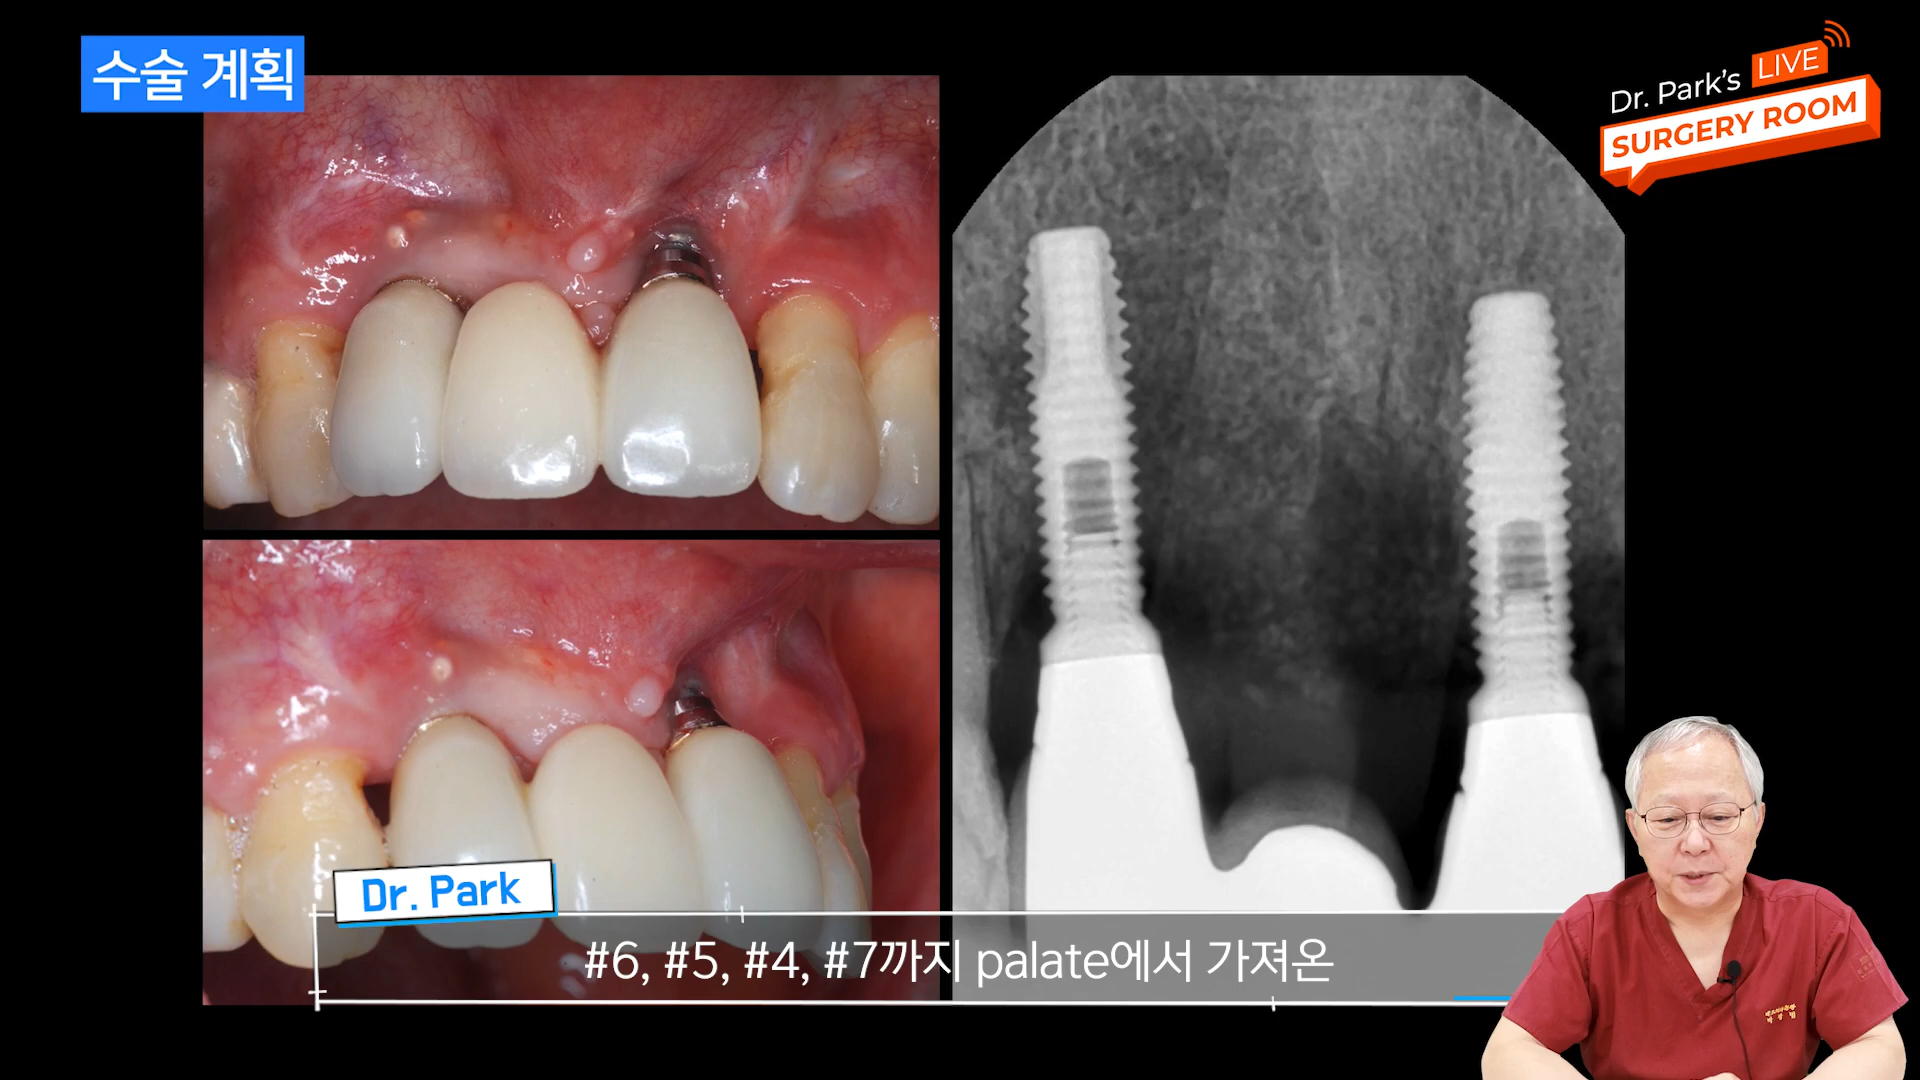 수술 계획
Dr. Park's LIVE
SURGERY ROOM
Dr. Park
#6, #5, #4, #7까지 palate에서 가져온